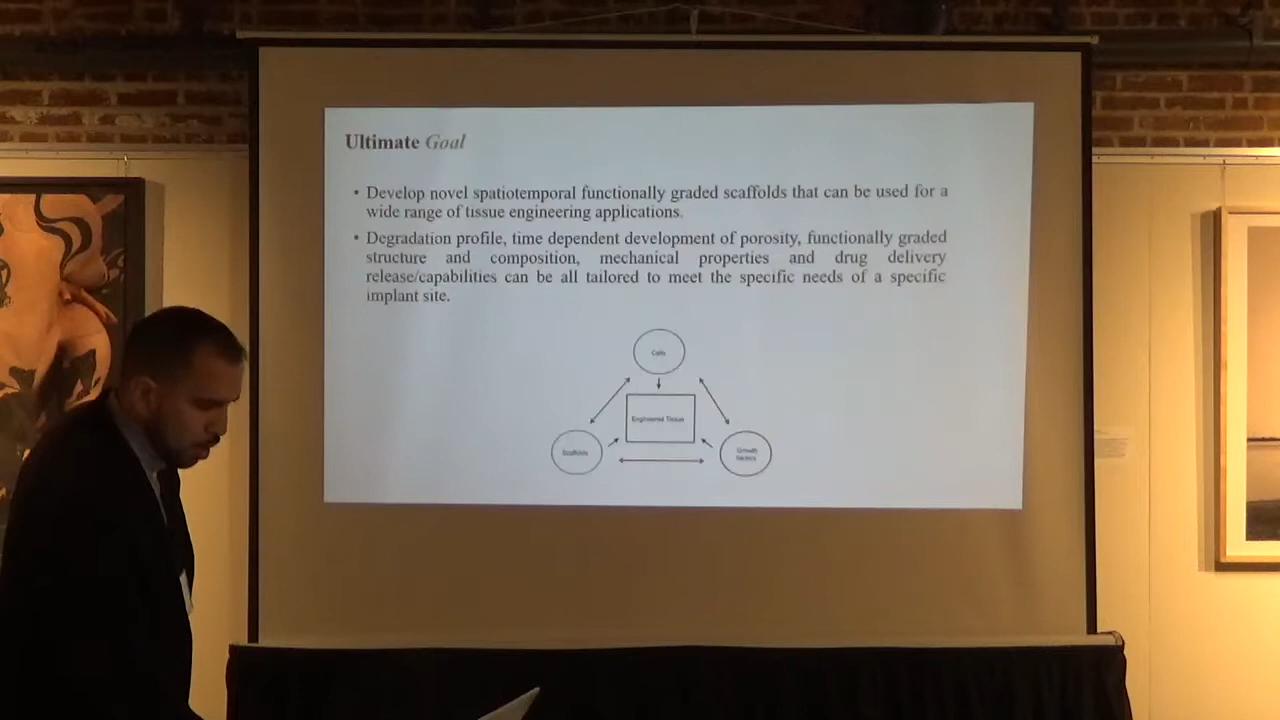 Ultimate Goal
• Develop novel spatiotemporal functionally graded scaffolds that can be used for a
wide range of tissue engineering applications.
• Degradation profile, time dependent development of porosity, functionally graded
structure and composition, mechanical properties and drug delivery
release/capabilities can be all tailored to meet the specific needs of a specific
implant site.
Cells
Engineered Tissue
Scaffolds
Growth
factors